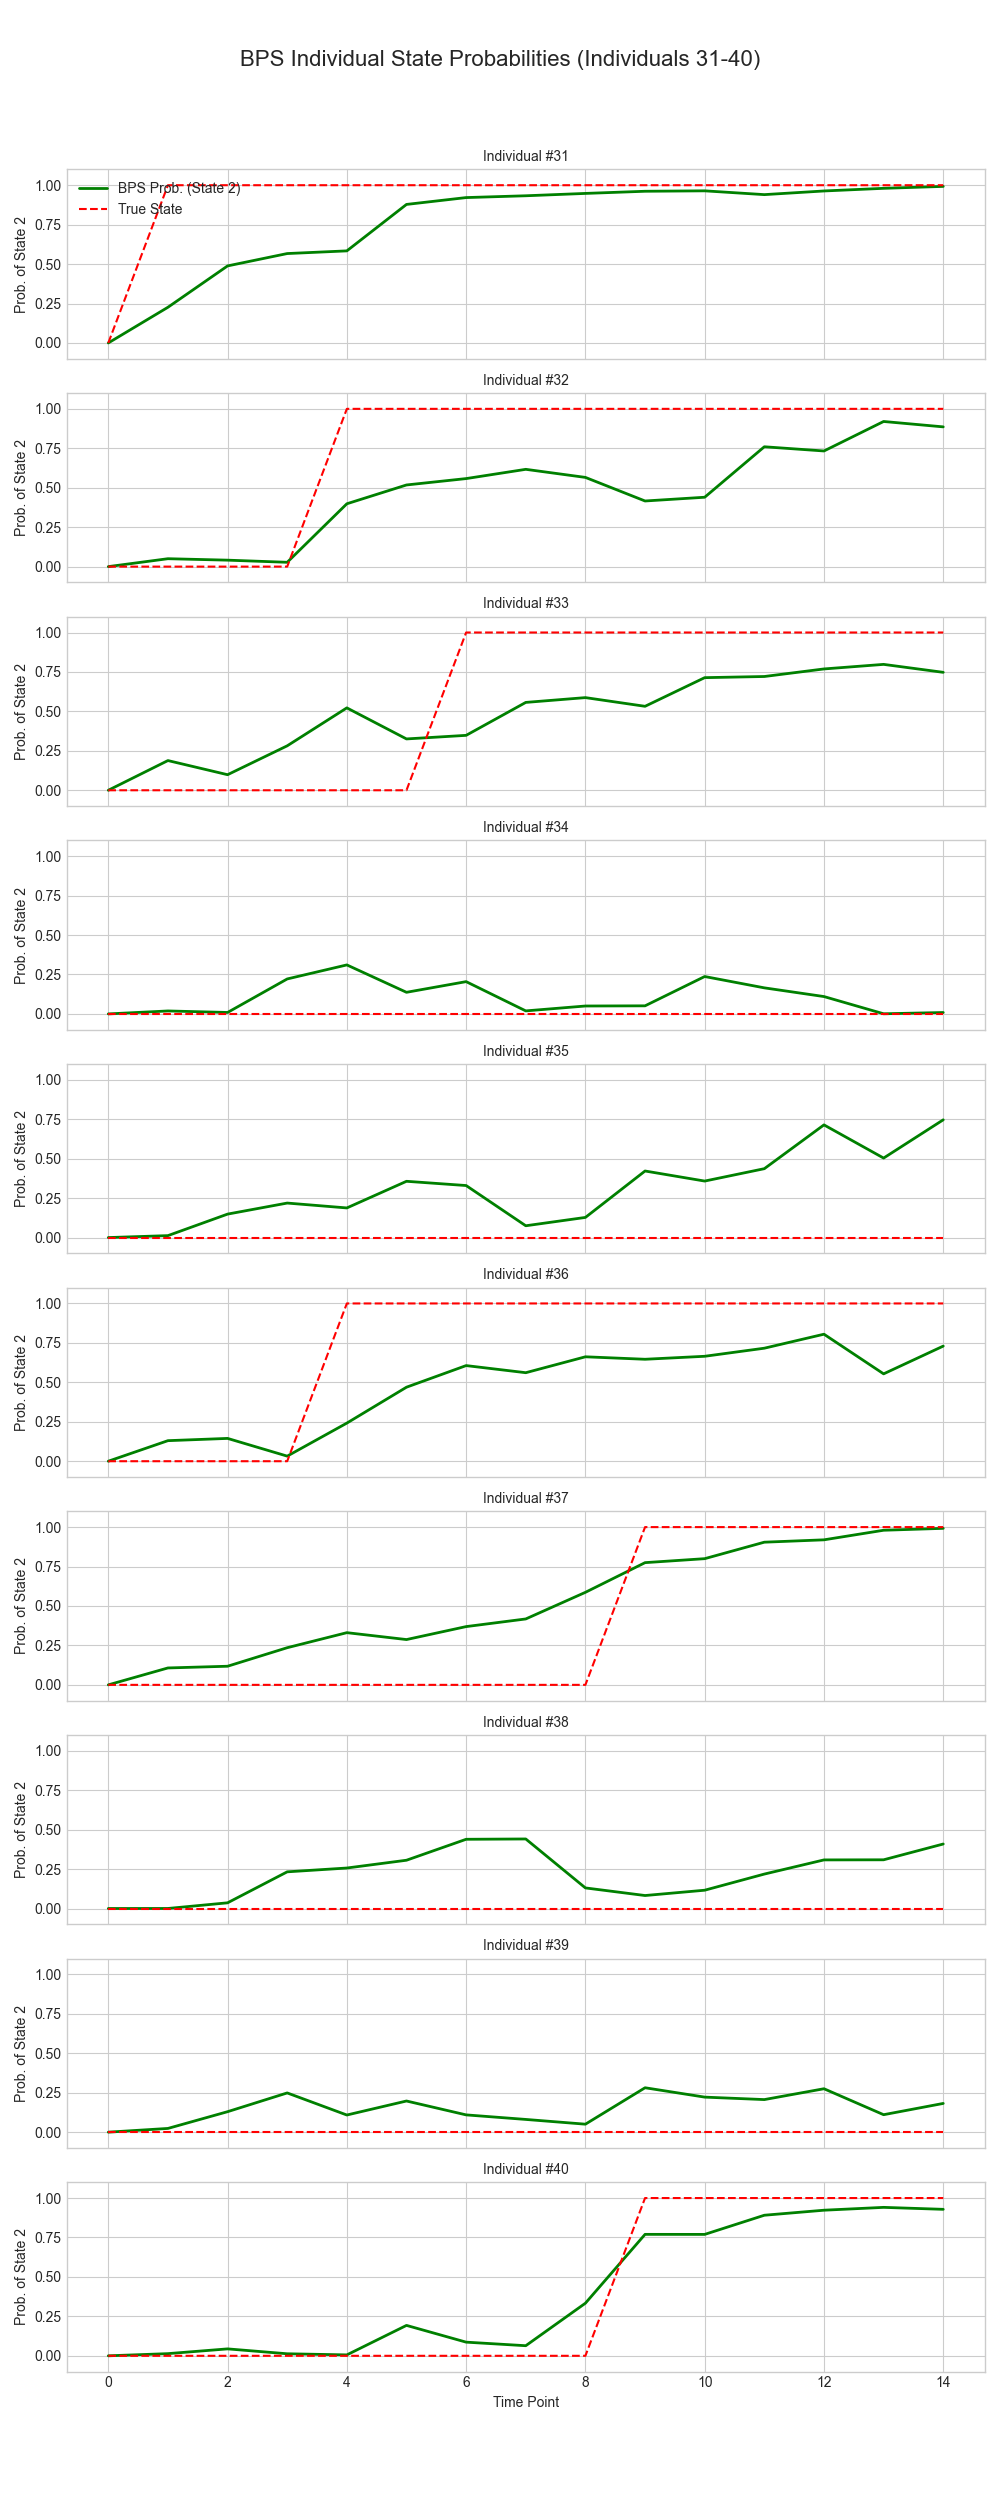 BPS Individual State Probabilities (Individuals 31-40)
Individual #31
BPS Prob. (State 2)
True State
Prob. of State 2
1.00
0.75
0.50
0.25
0.00
Individual #32
Prob. of State 2
1.00
0.75
0.50
0.25
0.00
Individual #33
Prob. of State 2
1.00
0.75
0.50
0.25
0.00
Individual #34
Prob. of State 2
1.00
0.75
0.50
0.25
0.00
Individual #35
Prob. of State 2
1.00
0.75
0.50
0.25
0.00
Individual #36
Prob. of State 2
1.00
0.75
0.50
0.25
0.00
Individual #37
Prob. of State 2
1.00
0.75
0.50
0.25
0.00
Individual #38
Prob. of State 2
1.00
0.75
0.50
0.25
0.00
Individual #39
Prob. of State 2
1.00
0.75
0.50
0.25
0.00
Individual #40
Prob. of State 2
1.00
0.75
0.50
0.25
0.00
0 2 4 6 8 10 12 14
Time Point